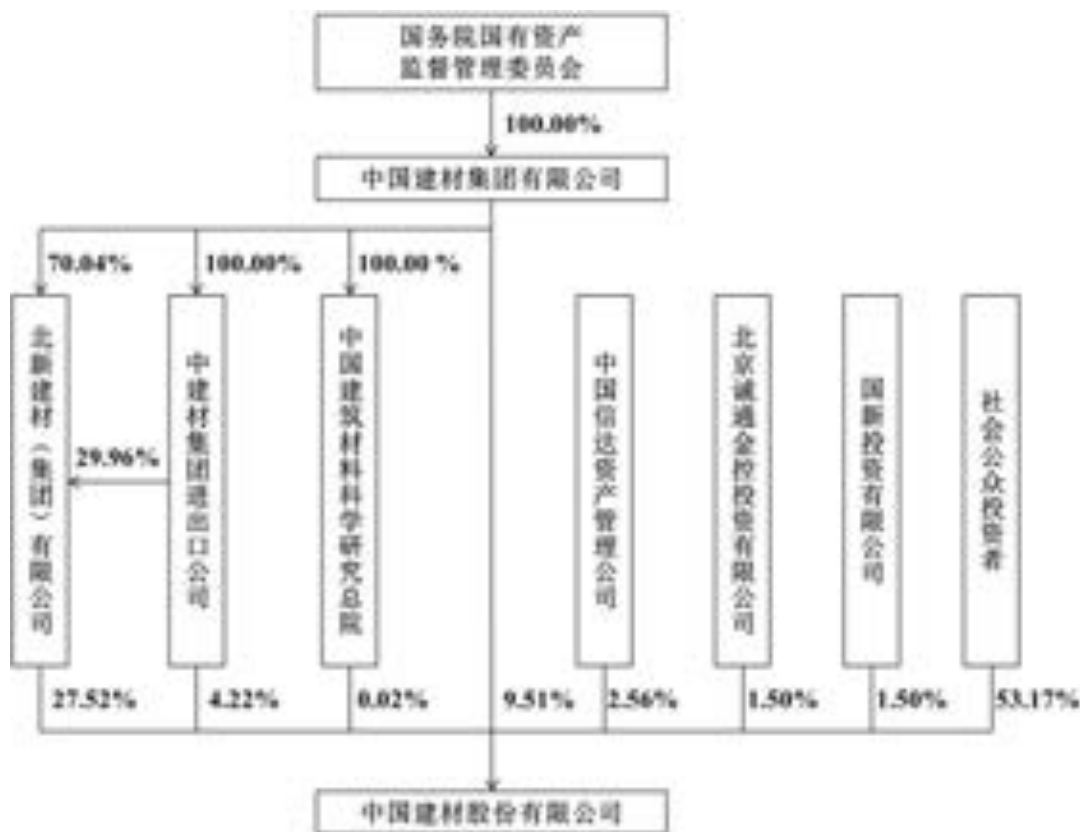 国务院国有资产
监督管理委员会
100.00%
中国建材集团有限公司
70.04%
100.00%
100.00 %
北新建材（集团）有限公司
29.96%
中建材集团进出口公司
中国建筑材料科学研究总院
中国信达资产管理公司
北京诚通金控投资有限公司
国新投资有限公司
社会公众投资者
27.52%
4.22%
0.02%
9.51%
2.56%
1.50%
1.50%
53.17%
中国建材股份有限公司